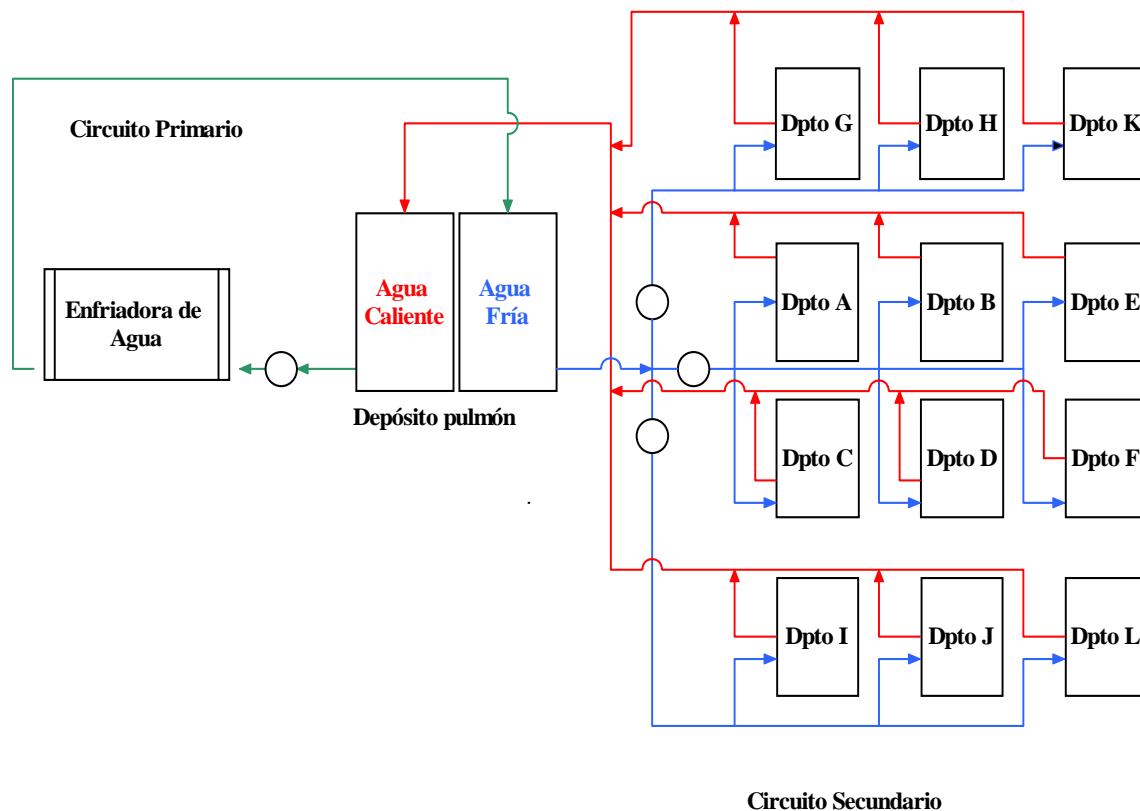 Circuito Primario
Dpto G
Dpto H
Dpto K
Enfriadora de
Agua
Agua
Caliente
Agua
Fría
Dpto A
Dpto B
Dpto E
Depósito pulmón
Dpto C
Dpto D
Dpto F
.
Dpto I
Dpto J
Dpto L
Circuito Secundario